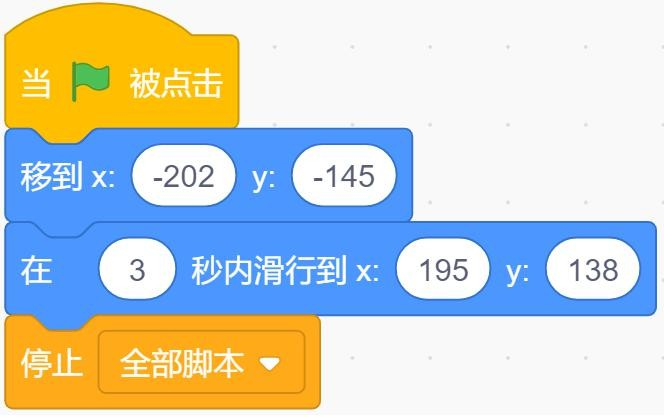 当 被点击
移到 x: -202 y: -145
在 3 秒内滑行到 x: 195 y: 138
停止 全部脚本